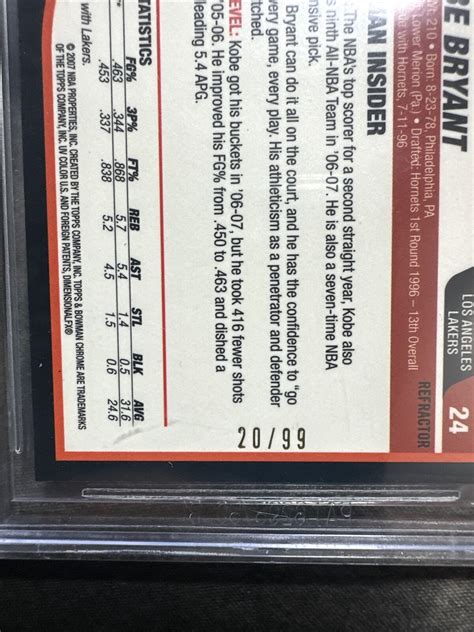 BE BRYANT
LOS ANGELES
LAKERS
24
210 • Born: 8-23-78, Philadelphia, PA
Lower Merion (Pa.) • Drafted: Hornets 1st Round 1996 – 13th Overall
with Hornets, 7-11-96
REFRACTOR
AN INSIDER
: The NBA's top scorer for a second straight year, Kobe also
s ninth All-NBA Team in '06-07. He is also a seven-time NBA
nsive pick.
Bryant can do it all on the court, and he has the confidence to "go
very game, every play. His athleticism as a penetrator and defender
tched.
EVEL: Kobe got his buckets in '06-07, but he took 416 fewer shots
'05-06. He improved his FG% from .450 to .463 and dished a
leading 5.4 APG.
20/99
TATISTICS
FG% 3P% FT% REB AST STL BLK AVG
.463 .344 .868 5.7 5.4 1.4 0.5 31.6
.453 .337 .838 5.2 4.5 1.5 0.6 24.6
with Lakers.
© 2007 NBA PROPERTIES, INC. CREATED BY THE TOPPS COMPANY, INC. TOPPS & BOWMAN CHROME ARE TRADEMARKS
OF THE TOPPS COMPANY, INC. IN COLOR U.S. AND FOREIGN PATENTS, DIMENSIONALFX®